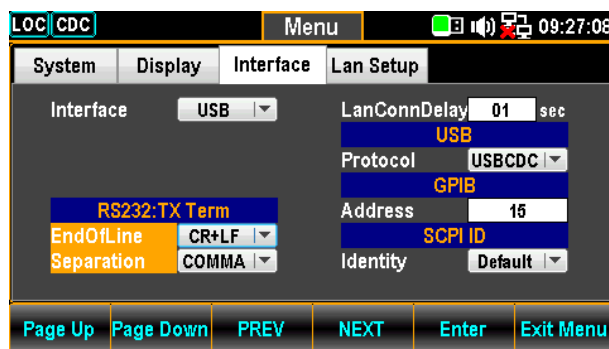 LOC CDC Menu 09:27:08
System Display Interface Lan Setup
Interface USB LanConnDelay 01 sec
USB
Protocol USBCDC
GPIB
RS232:TX Term Address 15
EndOfLine CR+LF SCPI ID
Separation COMMA Identity Default
Page Up Page Down PREV NEXT Enter Exit Menu